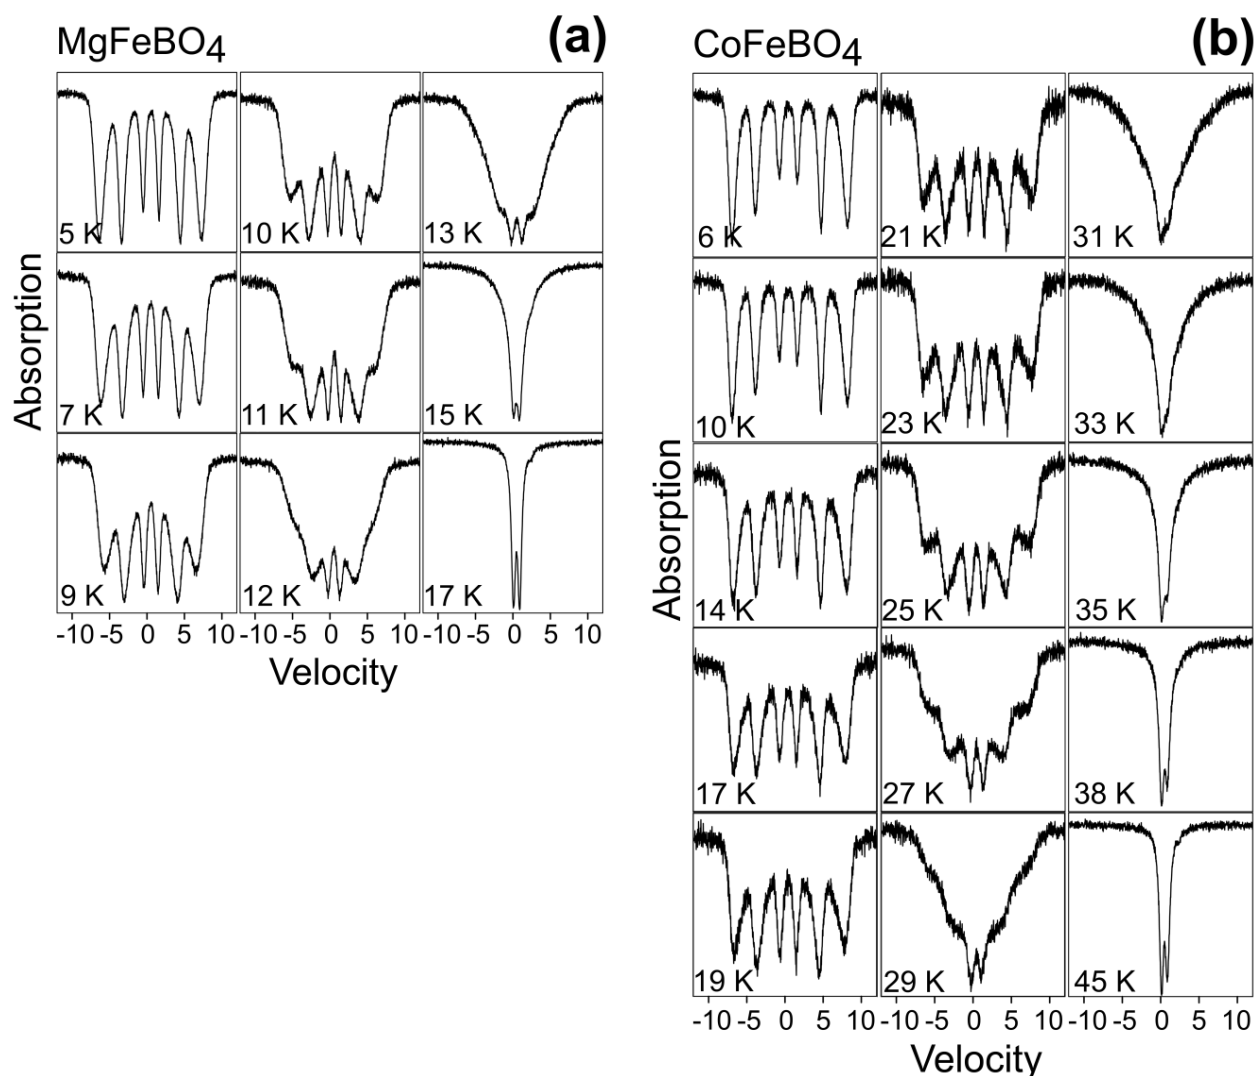 MgFeBO4 (a)
5 K 10 K 13 K
7 K 11 K 15 K
9 K 12 K 17 K
-10 -5 0 5 10 -10 -5 0 5 10 -10 -5 0 5 10
Absorption
Velocity
CoFeBO4 (b)
6 K 21 K 31 K
10 K 23 K 33 K
14 K 25 K 35 K
17 K 27 K 38 K
19 K 29 K 45 K
-10 -5 0 5 10 -10 -5 0 5 10 -10 -5 0 5 10
Absorption
Velocity